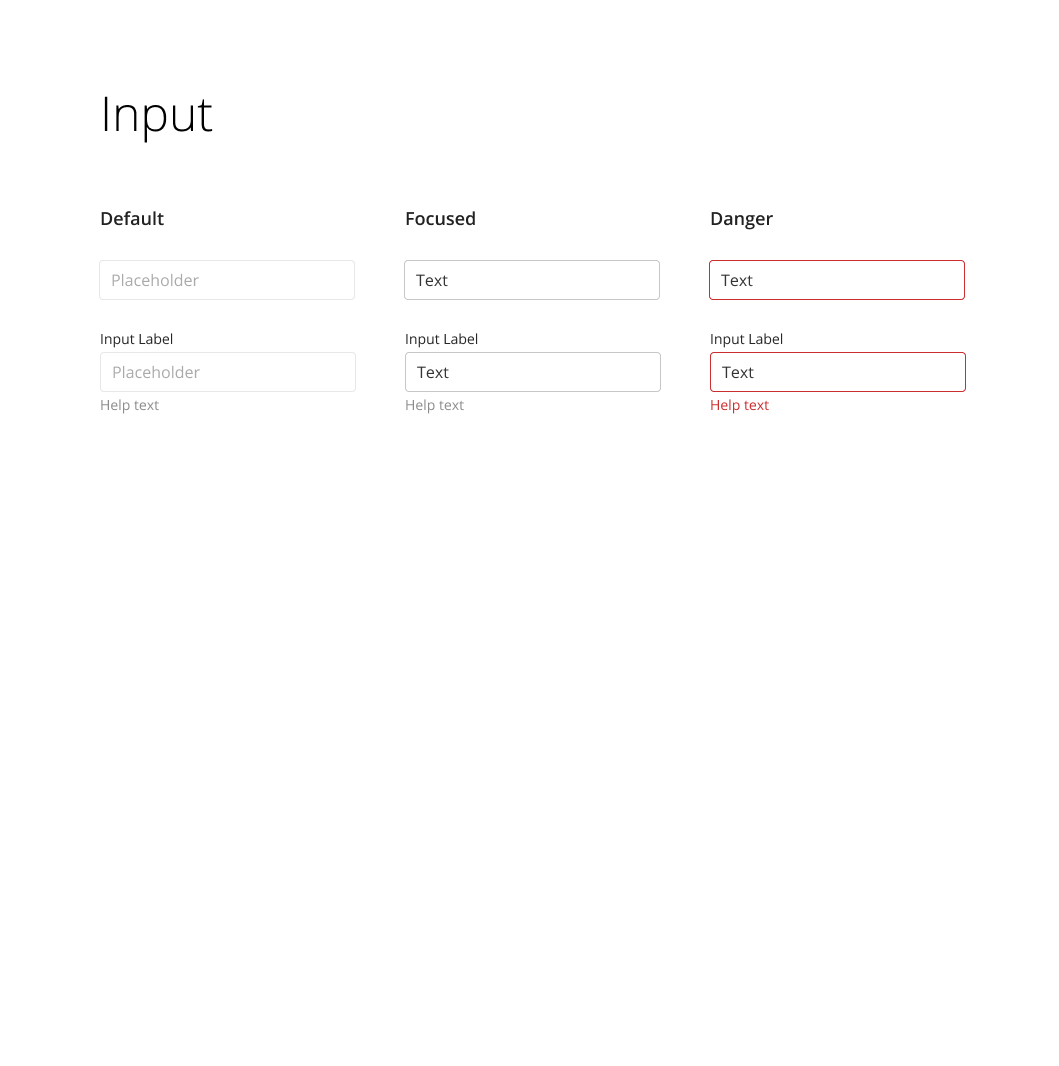 Input
Default
Focused
Danger
Placeholder
Text
Text
Input Label
Input Label
Input Label
Placeholder
Text
Text
Help text
Help text
Help text